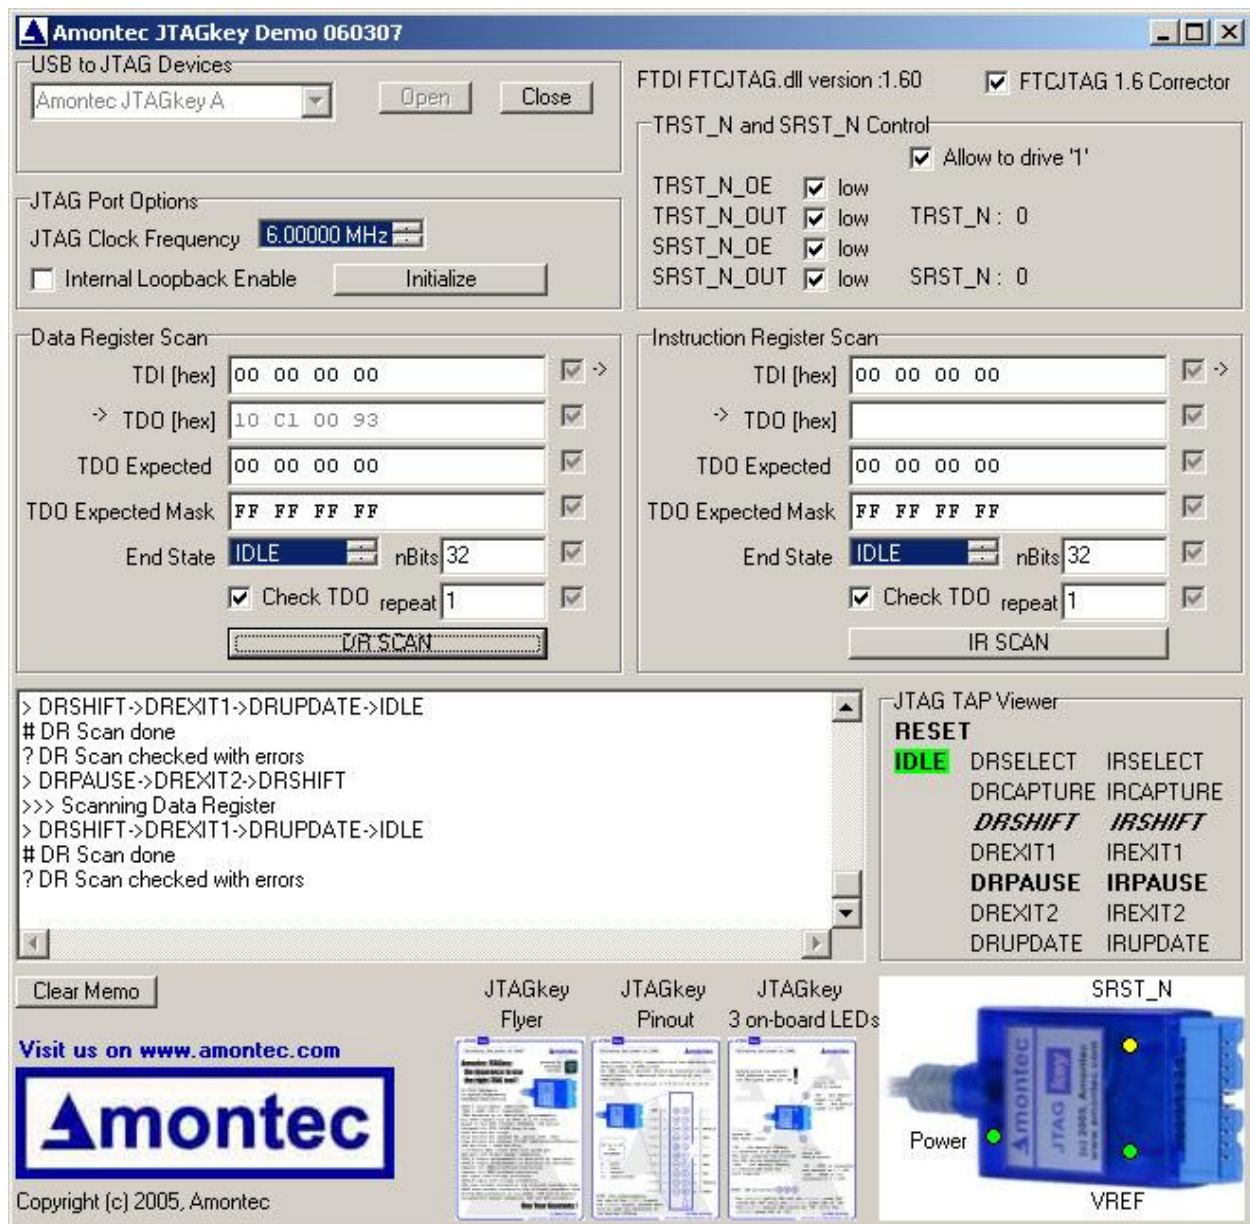 Amontec JTAGkey Demo 060307
USB to JTAG Devices
Amontec JTAGkey A
Open
Close
FTDI FTCJTAG.dll version :1.60
FTCJTAG 1.6 Corrector
TRST_N and SRST_N Control
Allow to drive '1'
TRST_N_OE low
TRST_N_OUT low TRST_N : 0
SRST_N_OE low
SRST_N_OUT low SRST_N : 0
JTAG Port Options
JTAG Clock Frequency 6.00000 MHz
Internal Loopback Enable
Initialize
Data Register Scan
TDI [hex] 00 00 00 00 ->
-> TDO [hex] 10 C1 00 93
TDO Expected 00 00 00 00
TDO Expected Mask FF FF FF FF
End State IDLE nBits 32
Check TDO repeat 1
DR SCAN
Instruction Register Scan
TDI [hex] 00 00 00 00 ->
-> TDO [hex]
TDO Expected 00 00 00 00
TDO Expected Mask FF FF FF FF
End State IDLE nBits 32
Check TDO repeat 1
IR SCAN
> DRSHIFT->DREXIT1->DRUPDATE->IDLE
# DR Scan done
? DR Scan checked with errors
> DRPAUSE->DREXIT2->DRSHIFT
>>> Scanning Data Register
> DRSHIFT->DREXIT1->DRUPDATE->IDLE
# DR Scan done
? DR Scan checked with errors
JTAG TAP Viewer
RESET
IDLE DRSELECT IRSELECT
DRCAPTURE IRCAPTURE
DRSHIFT IRSHIFT
DREXIT1 IREXIT1
DRPAUSE IRPAUSE
DREXIT2 IREXIT2
DRUPDATE IRUPDATE
Clear Memo
Visit us on www.amontec.com
Amontec
Copyright (c) 2005, Amontec
JTAGkey
Flyer
JTAGkey
Pinout
JTAGkey
3 on-board LEDs
SRST_N
Power
VREF
Amontec
JTAG key
(c) 2005, Amontec
www.amontec.com